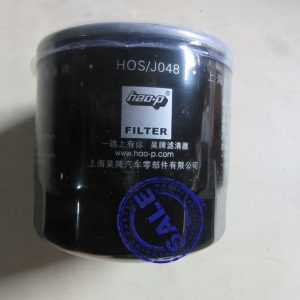 HOS/J048
hao-p®
FILTER
一路上有你 昊牌滤清器
www.hao-p.com
上海昊牌汽车零部件有限公司
SALE